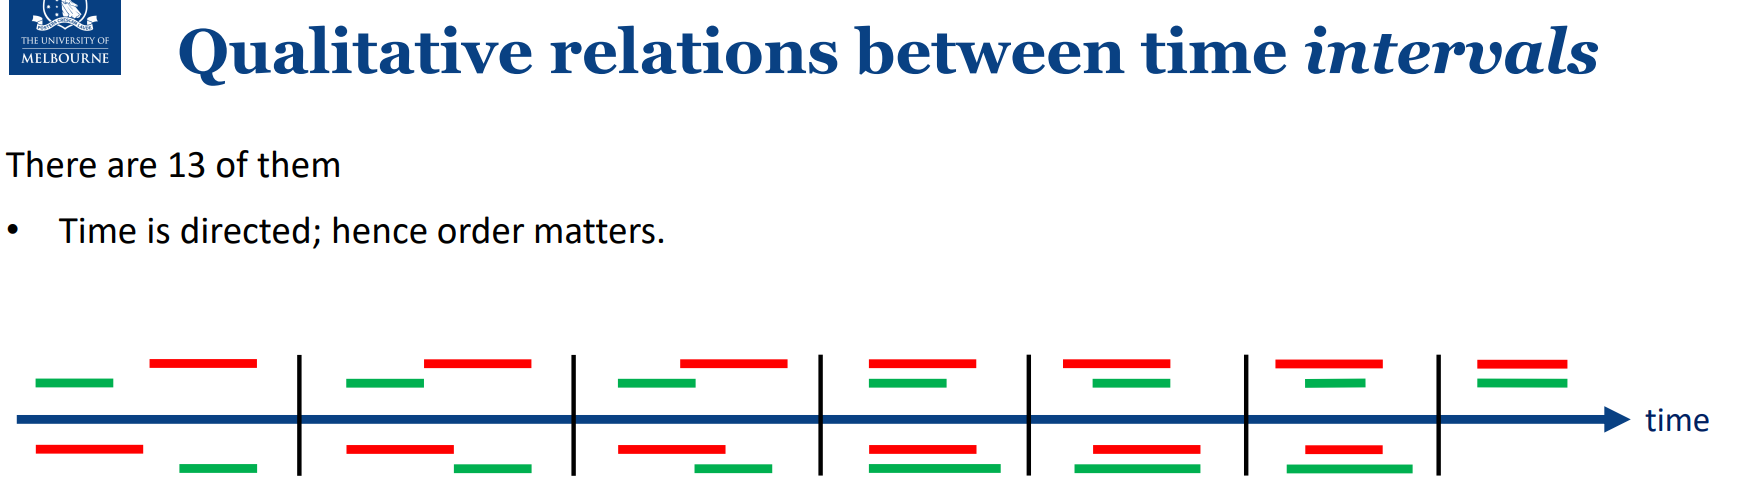 THE UNIVERSITY OF
MELBOURNE
Qualitative relations between time intervals
There are 13 of them
• Time is directed; hence order matters.
time